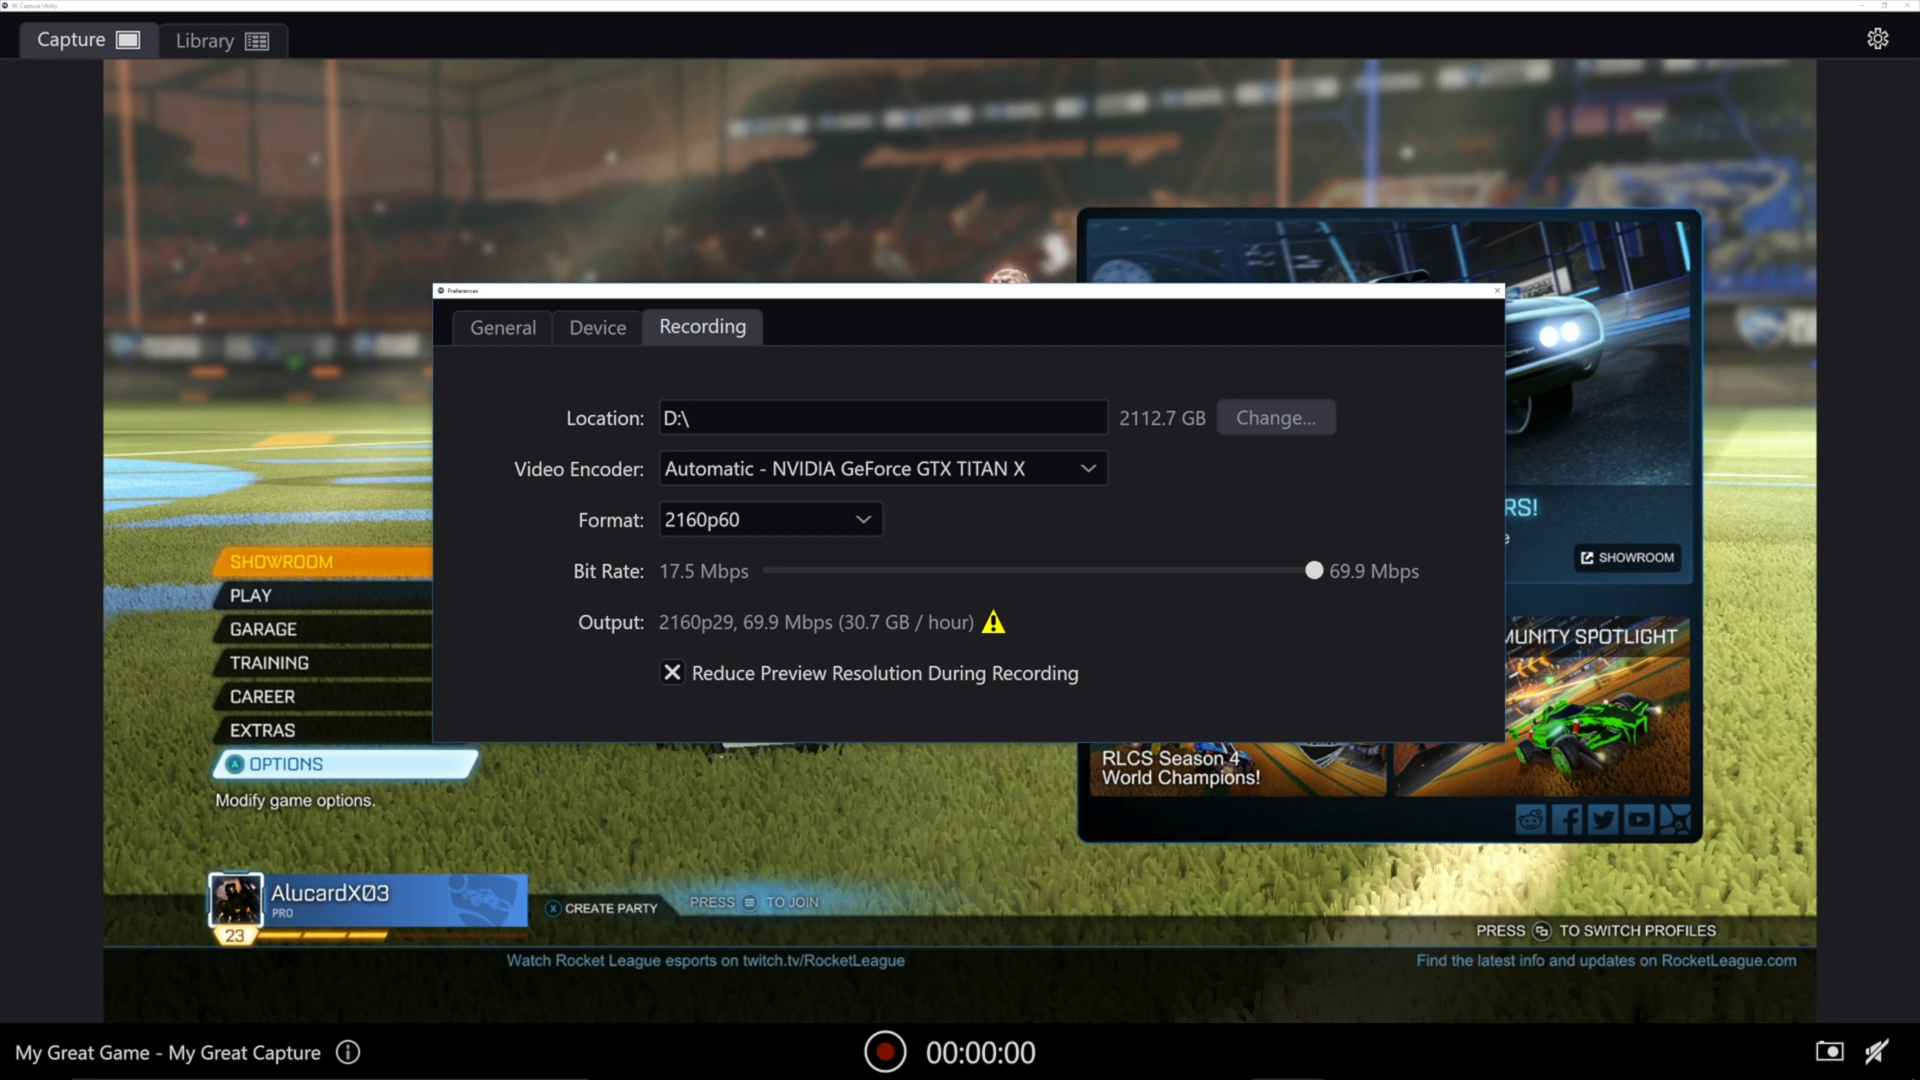 4K Capture Utility
Capture
Library
Preferences
General
Device
Recording
Location: D:\ 2112.7 GB Change...
Video Encoder: Automatic - NVIDIA GeForce GTX TITAN X
Format: 2160p60
Bit Rate: 17.5 Mbps 69.9 Mbps
Output: 2160p29, 69.9 Mbps (30.7 GB / hour)
Reduce Preview Resolution During Recording
RS!
e
SHOWROOM
MUNITY SPOTLIGHT
RLCS Season 4
World Champions!
SHOWROOM
PLAY
GARAGE
TRAINING
CAREER
EXTRAS
A OPTIONS
Modify game options.
AlucardX03
PRO
23
X CREATE PARTY
PRESS TO JOIN
PRESS TO SWITCH PROFILES
Watch Rocket League esports on twitch.tv/RocketLeague
Find the latest info and updates on RocketLeague.com
My Great Game - My Great Capture
00:00:00